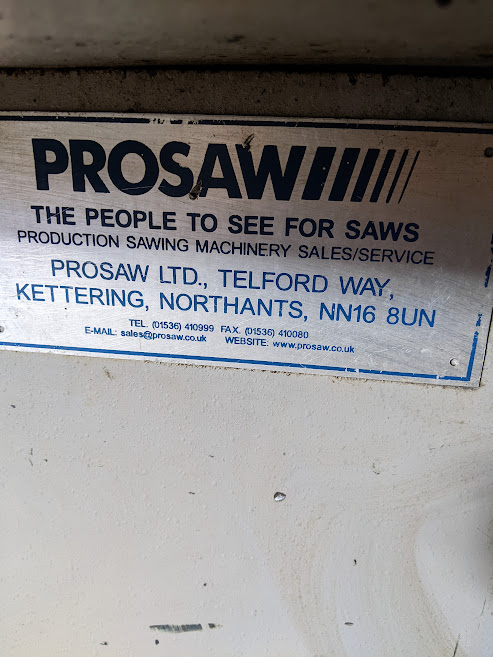 PROSAW
THE PEOPLE TO SEE FOR SAWS
PRODUCTION SAWING MACHINERY SALES/SERVICE
PROSAW LTD., TELFORD WAY,
KETTERING, NORTHANTS, NN16 8UN
TEL. (01536) 410999 FAX. (01536) 410080
E-MAIL: sales@prosaw.co.uk WEBSITE: www.prosaw.co.uk